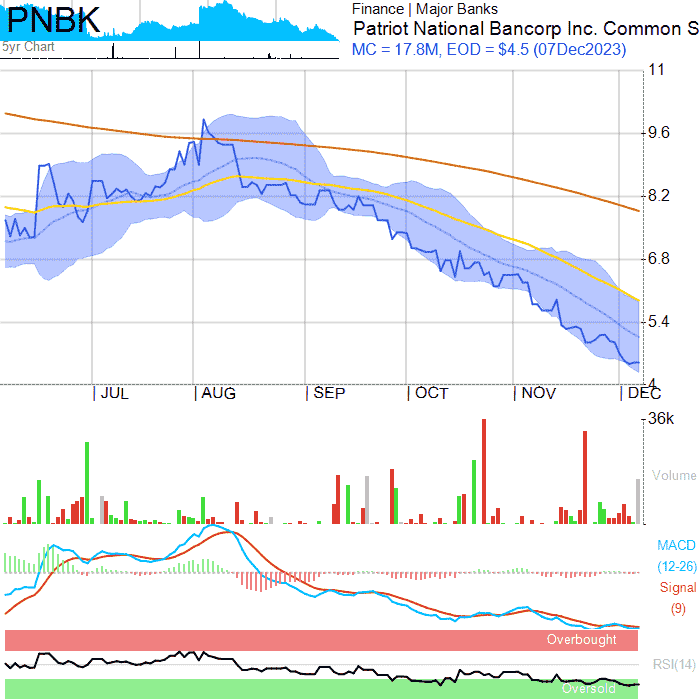 PNBK
5yr Chart
Finance | Major Banks
Patriot National Bancorp Inc. Common S
MC = 17.8M, EOD = $4.5 (07Dec2023)
11
9.6
8.2
6.8
5.4
4
JUL
AUG
SEP
OCT
NOV
DEC
36k
Volume
MACD
(12-26)
Signal
(9)
Overbought
RSI(14)
Oversold